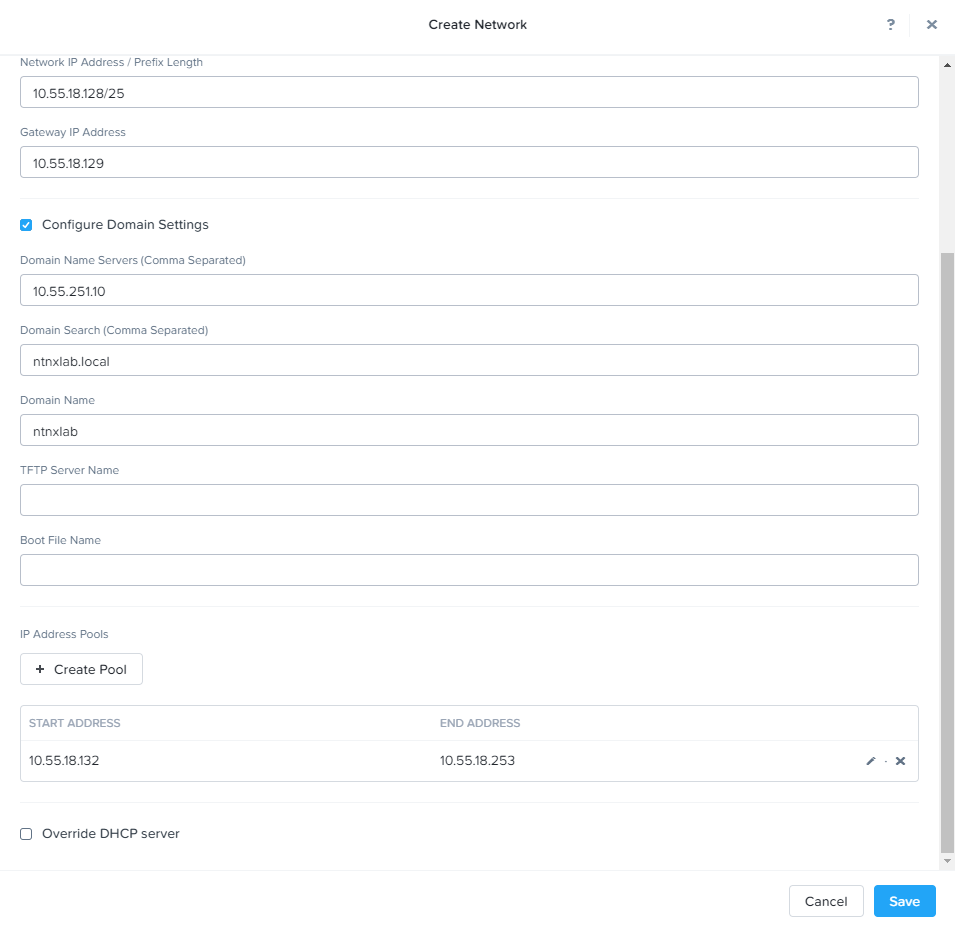 Create Network
?
Network IP Address / Prefix Length
10.55.18.128/25
Gateway IP Address
10.55.18.129
Configure Domain Settings
Domain Name Servers (Comma Separated)
10.55.251.10
Domain Search (Comma Separated)
ntnxlab.local
Domain Name
ntnxlab
TFTP Server Name
Boot File Name
IP Address Pools
+ Create Pool
START ADDRESS END ADDRESS
10.55.18.132 10.55.18.253
Override DHCP server
Cancel Save